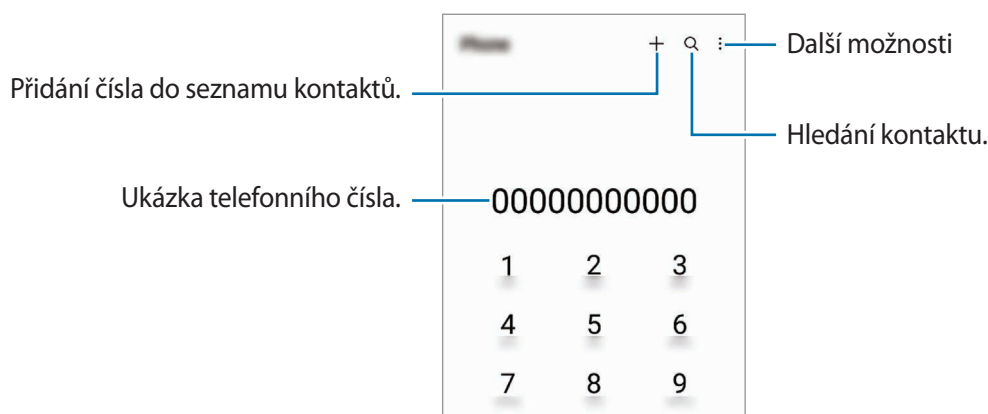 Další možnosti
Přidání čísla do seznamu kontaktů.
Hledání kontaktu.
Ukázka telefonního čísla.
00000000000
1 2 3
4 5 6
7 8 9